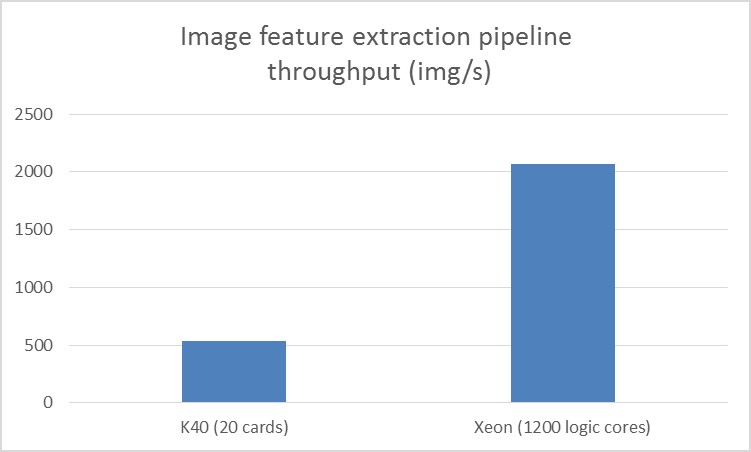 Image feature extraction pipeline
throughput (img/s)
2500
2000
1500
1000
500
0
K40 (20 cards)
Xeon (1200 logic cores)